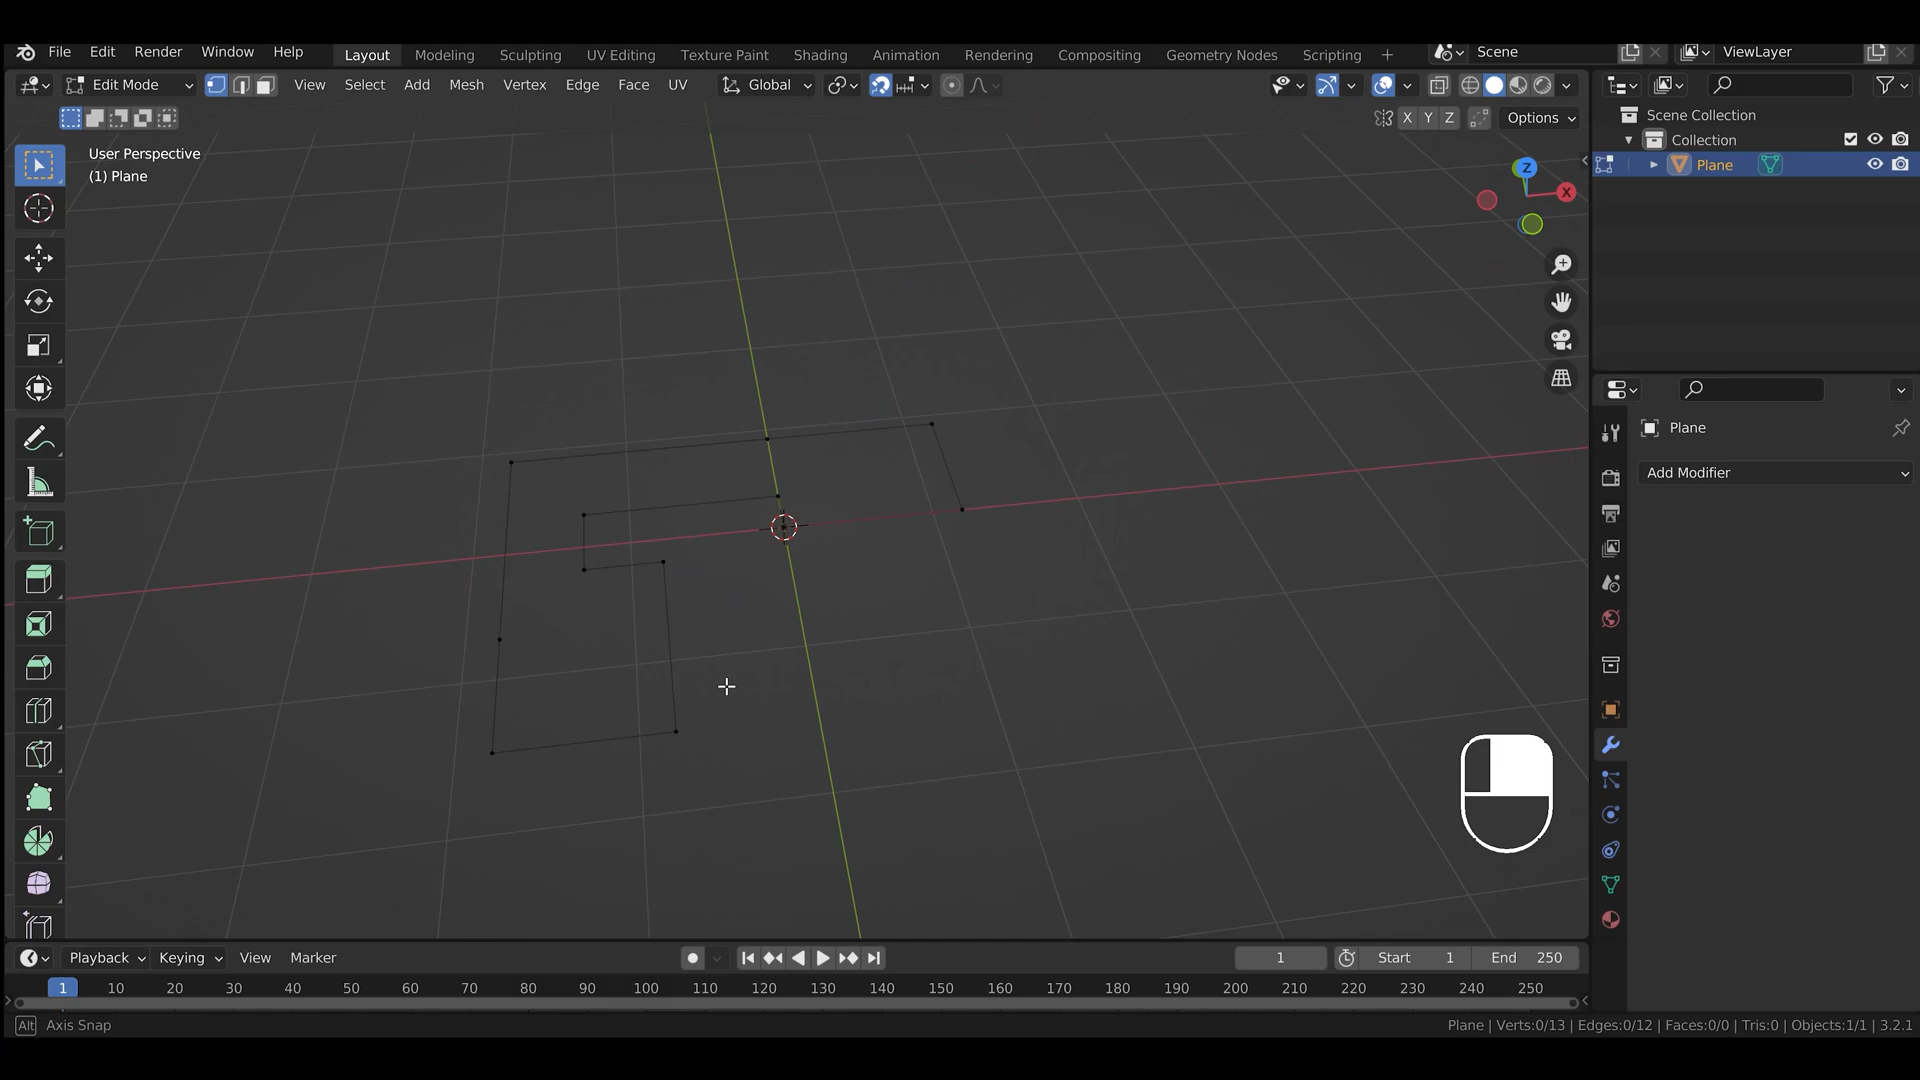 File Edit Render Window Help Layout Modeling Sculpting UV Editing Texture Paint Shading Animation Rendering Compositing Geometry Nodes Scripting + Scene ViewLayer
Edit Mode View Select Add Mesh Vertex Edge Face UV Global
X Y Z Options
User Perspective
(1) Plane
Z
X
Scene Collection
Collection
Plane
Plane
Add Modifier
Playback Keying View Marker 1 Start 1 End 250
1 10 20 30 40 50 60 70 80 90 100 110 120 130 140 150 160 170 180 190 200 210 220 230 240 250
Alt Axis Snap Plane | Verts:0/13 | Edges:0/12 | Faces:0/0 | Tris:0 | Objects:1/1 | 3.2.1